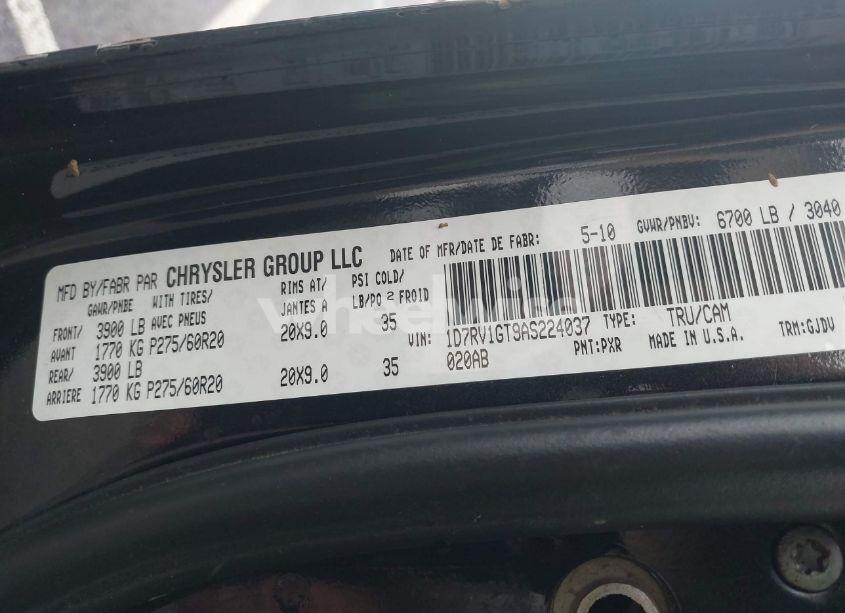 MFD BY/FABR PAR CHRYSLER GROUP LLC DATE OF MFR/DATE DE FABR: 5-10 GVWR/PNBV: 6700 LB / 3040
GAWR/PNBE WITH TIRES/ RIMS AT/ PSI COLD/
AVEC PNEUS JANTES A LB/PO 2 FROID
FRONT/ 3900 LB 20X9.0 35
AVANT 1770 KG P275/60R20
REAR/ 3900 LB 20X9.0 35
ARRIERE 1770 KG P275/60R20
VIN: 1D7RV1GT9AS224037 TYPE: TRU/CAM
020AB PNT:PXR MADE IN U.S.A. TRM:GJDV
wheelwise